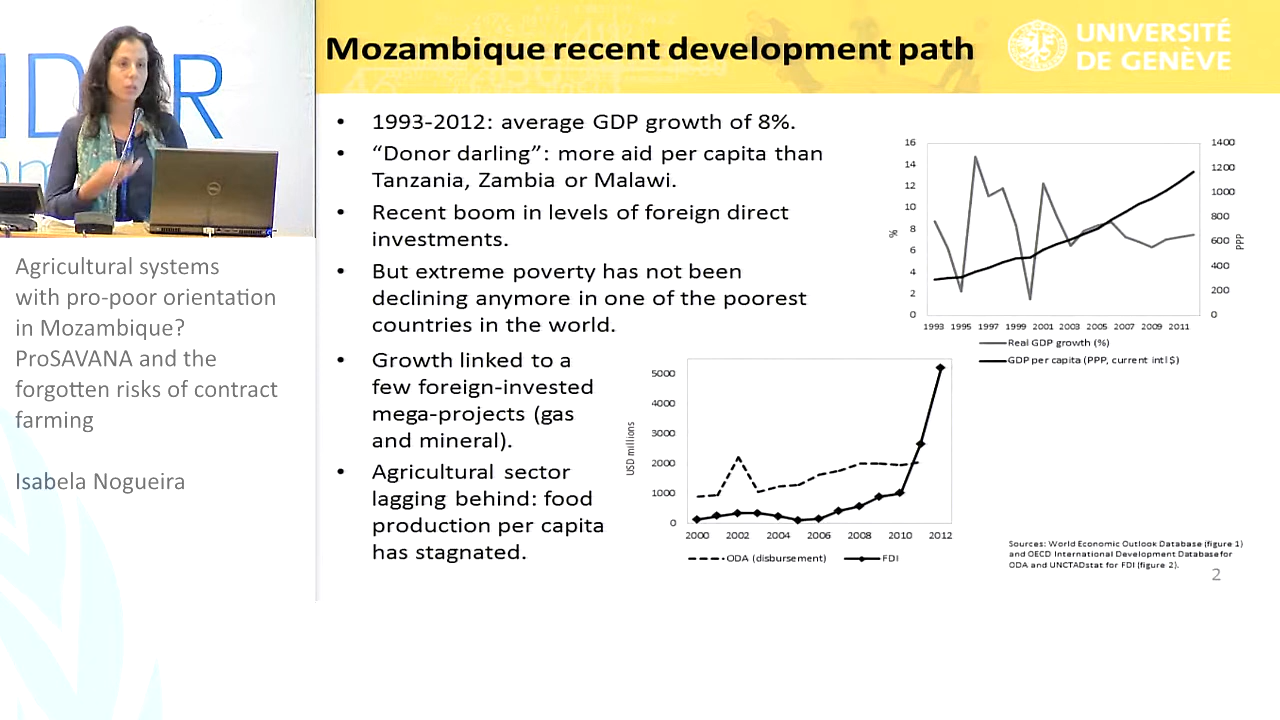 Mozambique recent development path
UNIVERSITÉ
DE GENÈVE
• 1993-2012: average GDP growth of 8%.
• “Donor darling”: more aid per capita than
Tanzania, Zambia or Malawi.
• Recent boom in levels of foreign direct
investments.
• But extreme poverty has not been
declining anymore in one of the poorest
countries in the world.
• Growth linked to a
few foreign-invested
mega-projects (gas
and mineral).
• Agricultural sector
lagging behind: food
production per capita
has stagnated.
16
14
12
10
8
6
4
2
0
%
1400
1200
1000
800
600
400
200
0
PPP
1993 1995 1997 1999 2001 2003 2005 2007 2009 2011
Real GDP growth (%)
GDP per capita (PPP, current intl $)
5000
4000
3000
2000
1000
0
USD millions
2000 2002 2004 2006 2008 2010 2012
ODA (disbursement) FDI
Sources: World Economic Outlook Database (figure 1)
and OECD International Development Database for
ODA and UNCTADstat for FDI (figure 2).
2
Agricultural systems
with pro-poor orientation
in Mozambique?
ProSAVANA and the
forgotten risks of contract
farming
Isabela Nogueira